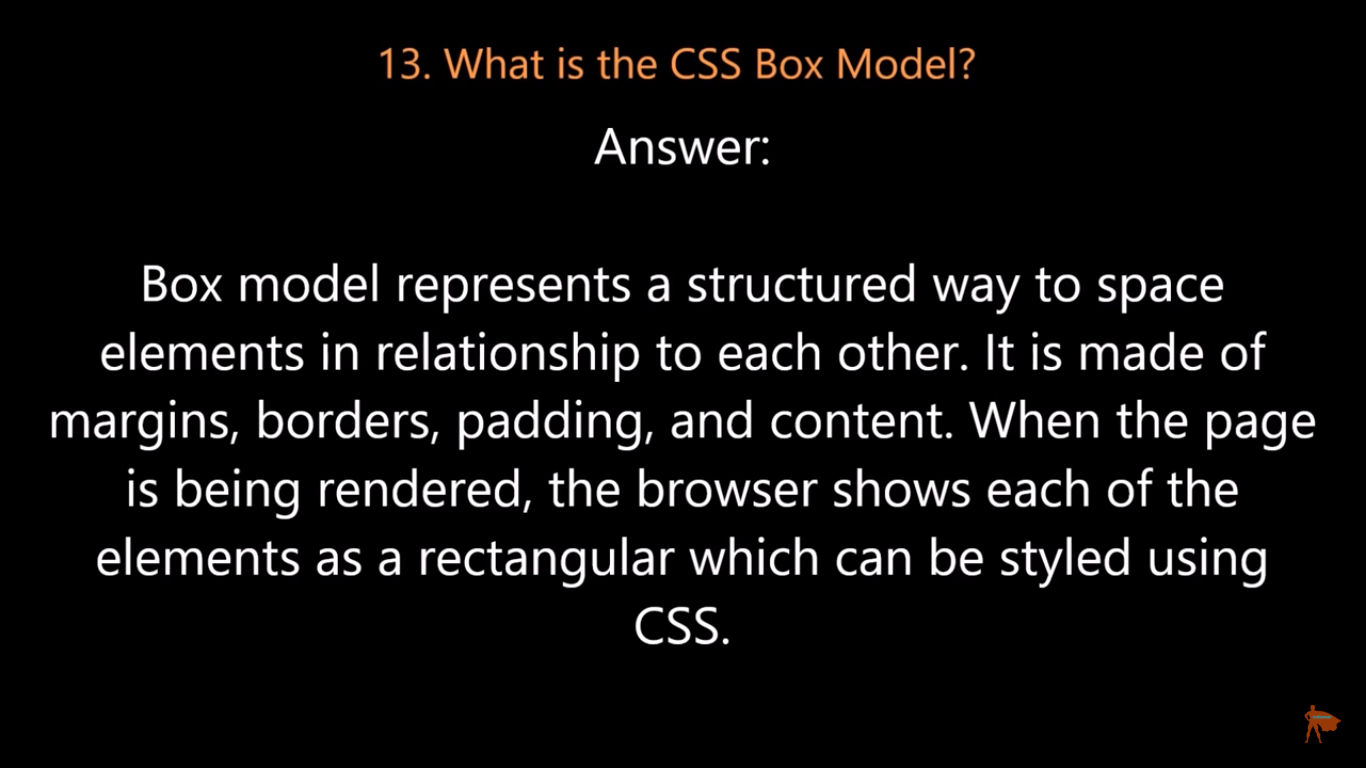 13. What is the CSS Box Model?
Answer:
Box model represents a structured way to space
elements in relationship to each other. It is made of
margins, borders, padding, and content. When the page
is being rendered, the browser shows each of the
elements as a rectangular which can be styled using
CSS.